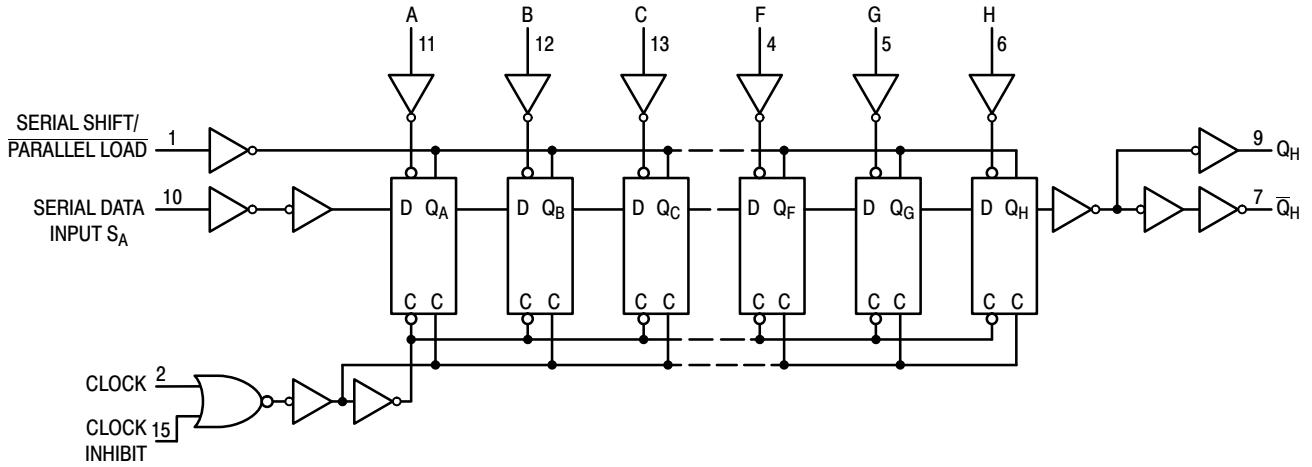 A B C F G H
11 12 13 4 5 6
SERIAL SHIFT/
PARALLEL LOAD 1
9 QH
10
SERIAL DATA
INPUT SA
D QA D QB D QC D QF D QG D QH
7 QH
C C C C C C C C C C C C
CLOCK 2
CLOCK 15
INHIBIT